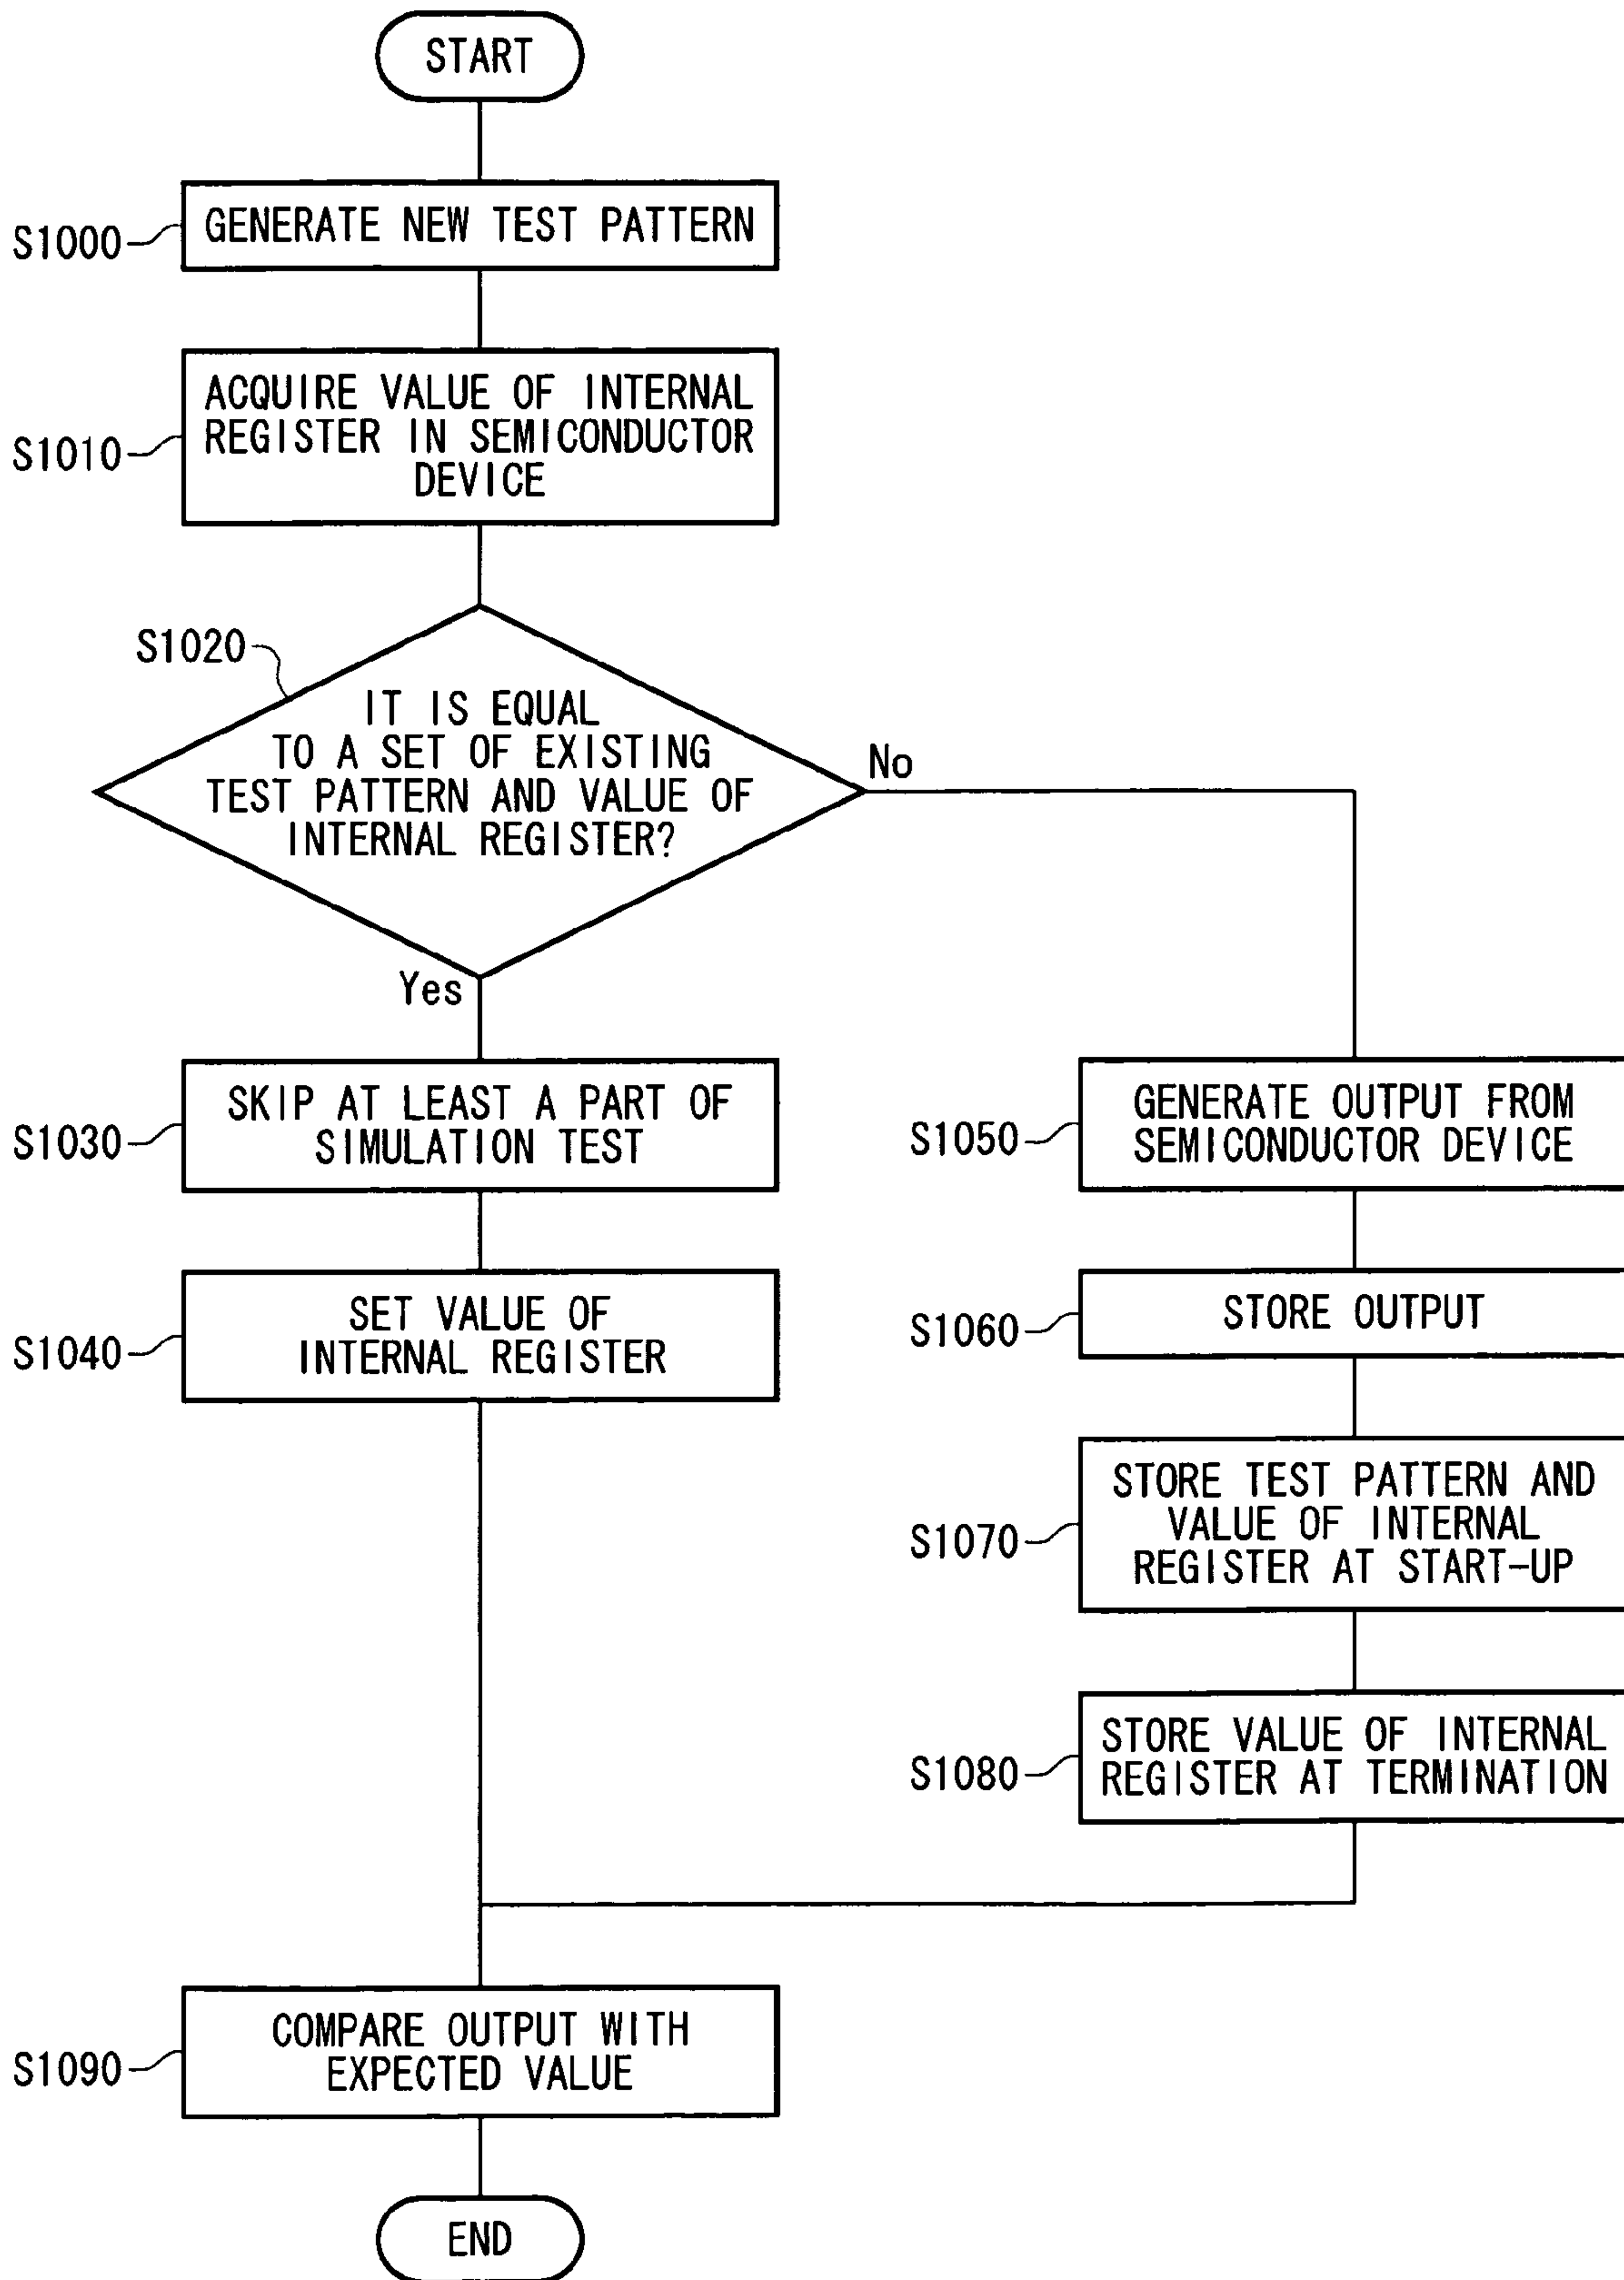 START
S1000
GENERATE NEW TEST PATTERN
S1010
ACQUIRE VALUE OF INTERNAL
REGISTER IN SEMICONDUCTOR
DEVICE
S1020
IT IS EQUAL
TO A SET OF EXISTING
TEST PATTERN AND VALUE OF
INTERNAL REGISTER?
No
Yes
S1030
SKIP AT LEAST A PART OF
SIMULATION TEST
S1040
SET VALUE OF
INTERNAL REGISTER
S1050
GENERATE OUTPUT FROM
SEMICONDUCTOR DEVICE
S1060
STORE OUTPUT
S1070
STORE TEST PATTERN AND
VALUE OF INTERNAL
REGISTER AT START-UP
S1080
STORE VALUE OF INTERNAL
REGISTER AT TERMINATION
S1090
COMPARE OUTPUT WITH
EXPECTED VALUE
END